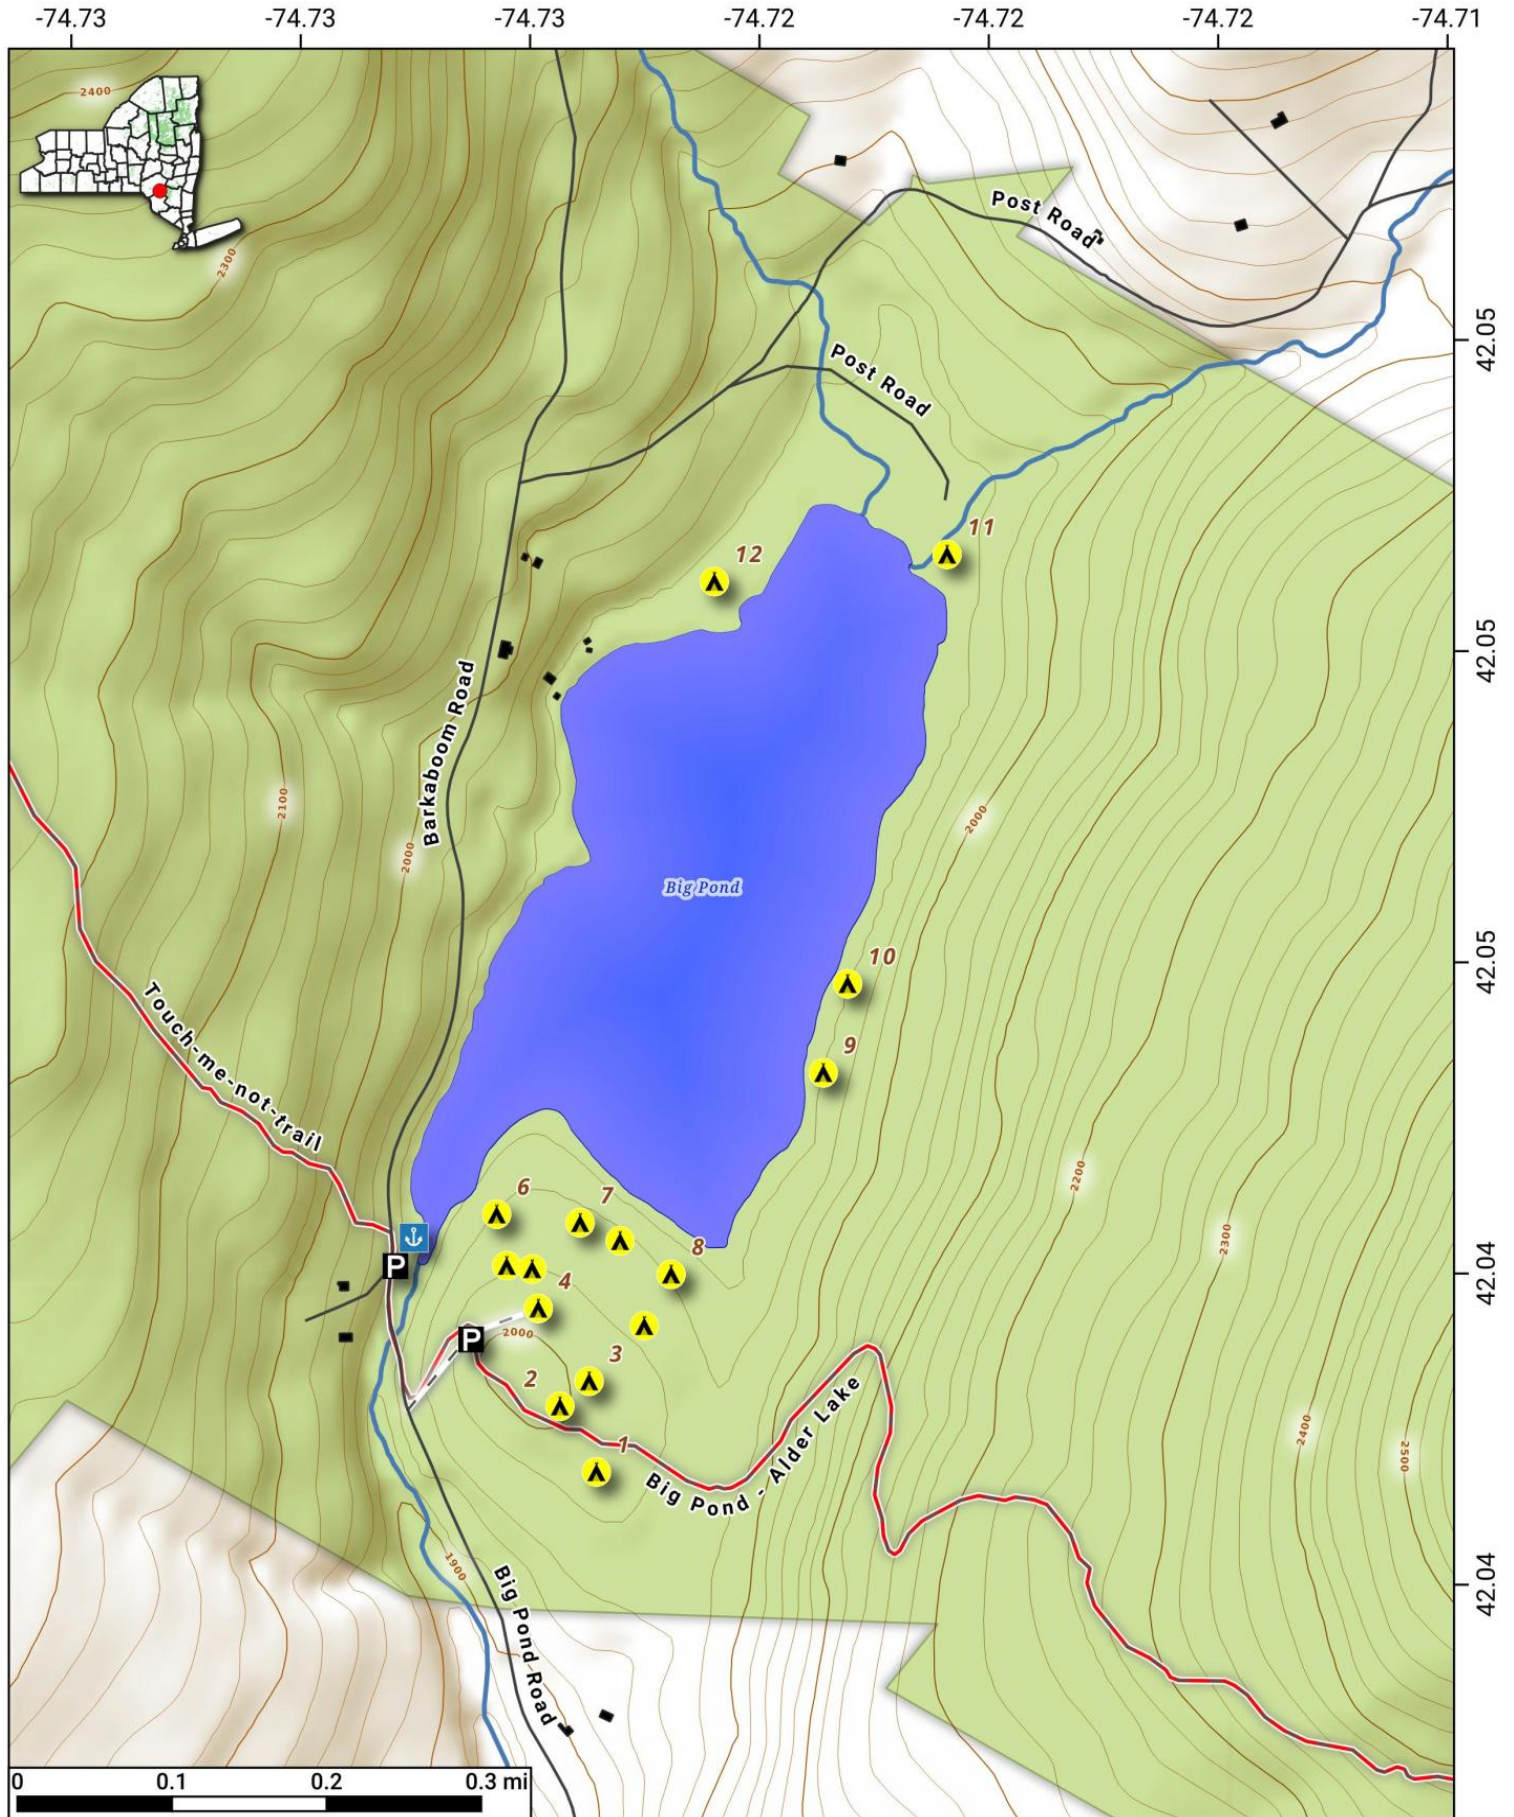 -74.73 -74.73 -74.73 -74.72 -74.72 -74.72 -74.71
2400
Post Road
2300
42.05
Post Road
11
12
42.05
Barkaboom Road
2100
2000
2000
Big Pond
10
42.05
Touch-me-not-trail
9
2200
6
7
P
8
2300
4
42.04
P
2000
3
2
Big Pond - Alder Lake
1
2400
2500
1900
Big Pond Road
42.04
0 0.1 0.2 0.3 mi